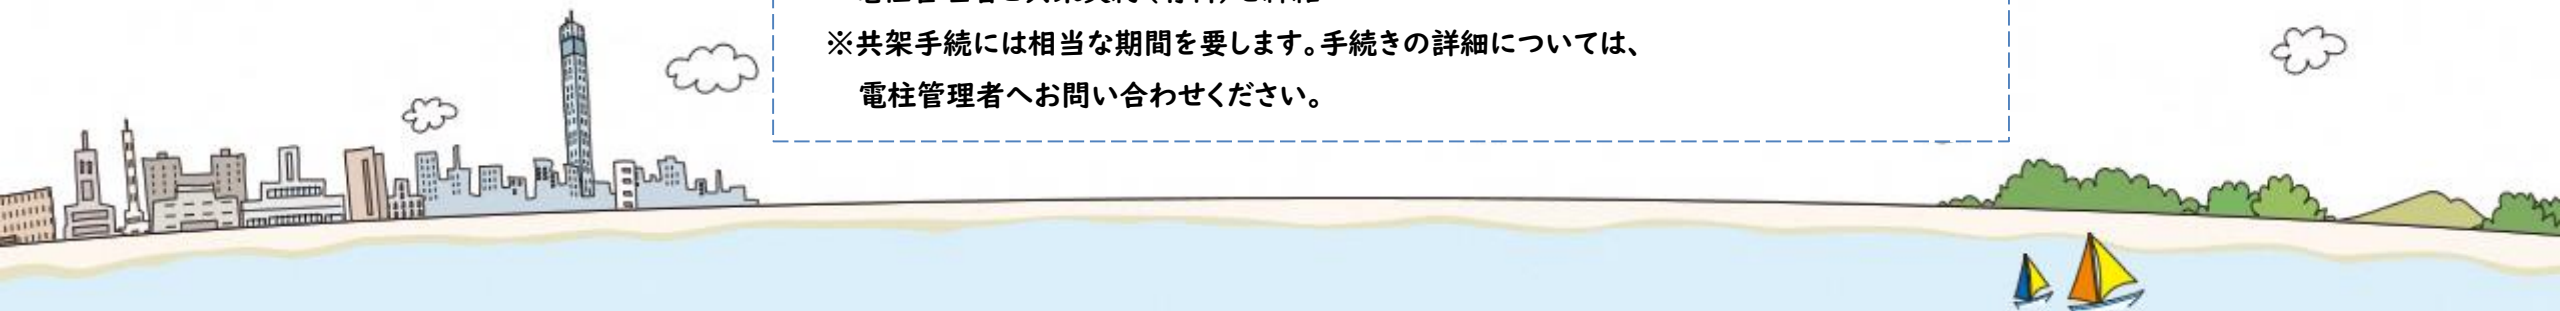 ※共架手続には相当な期間を要します。手続きの詳細については、
電柱管理者へお問い合わせください。